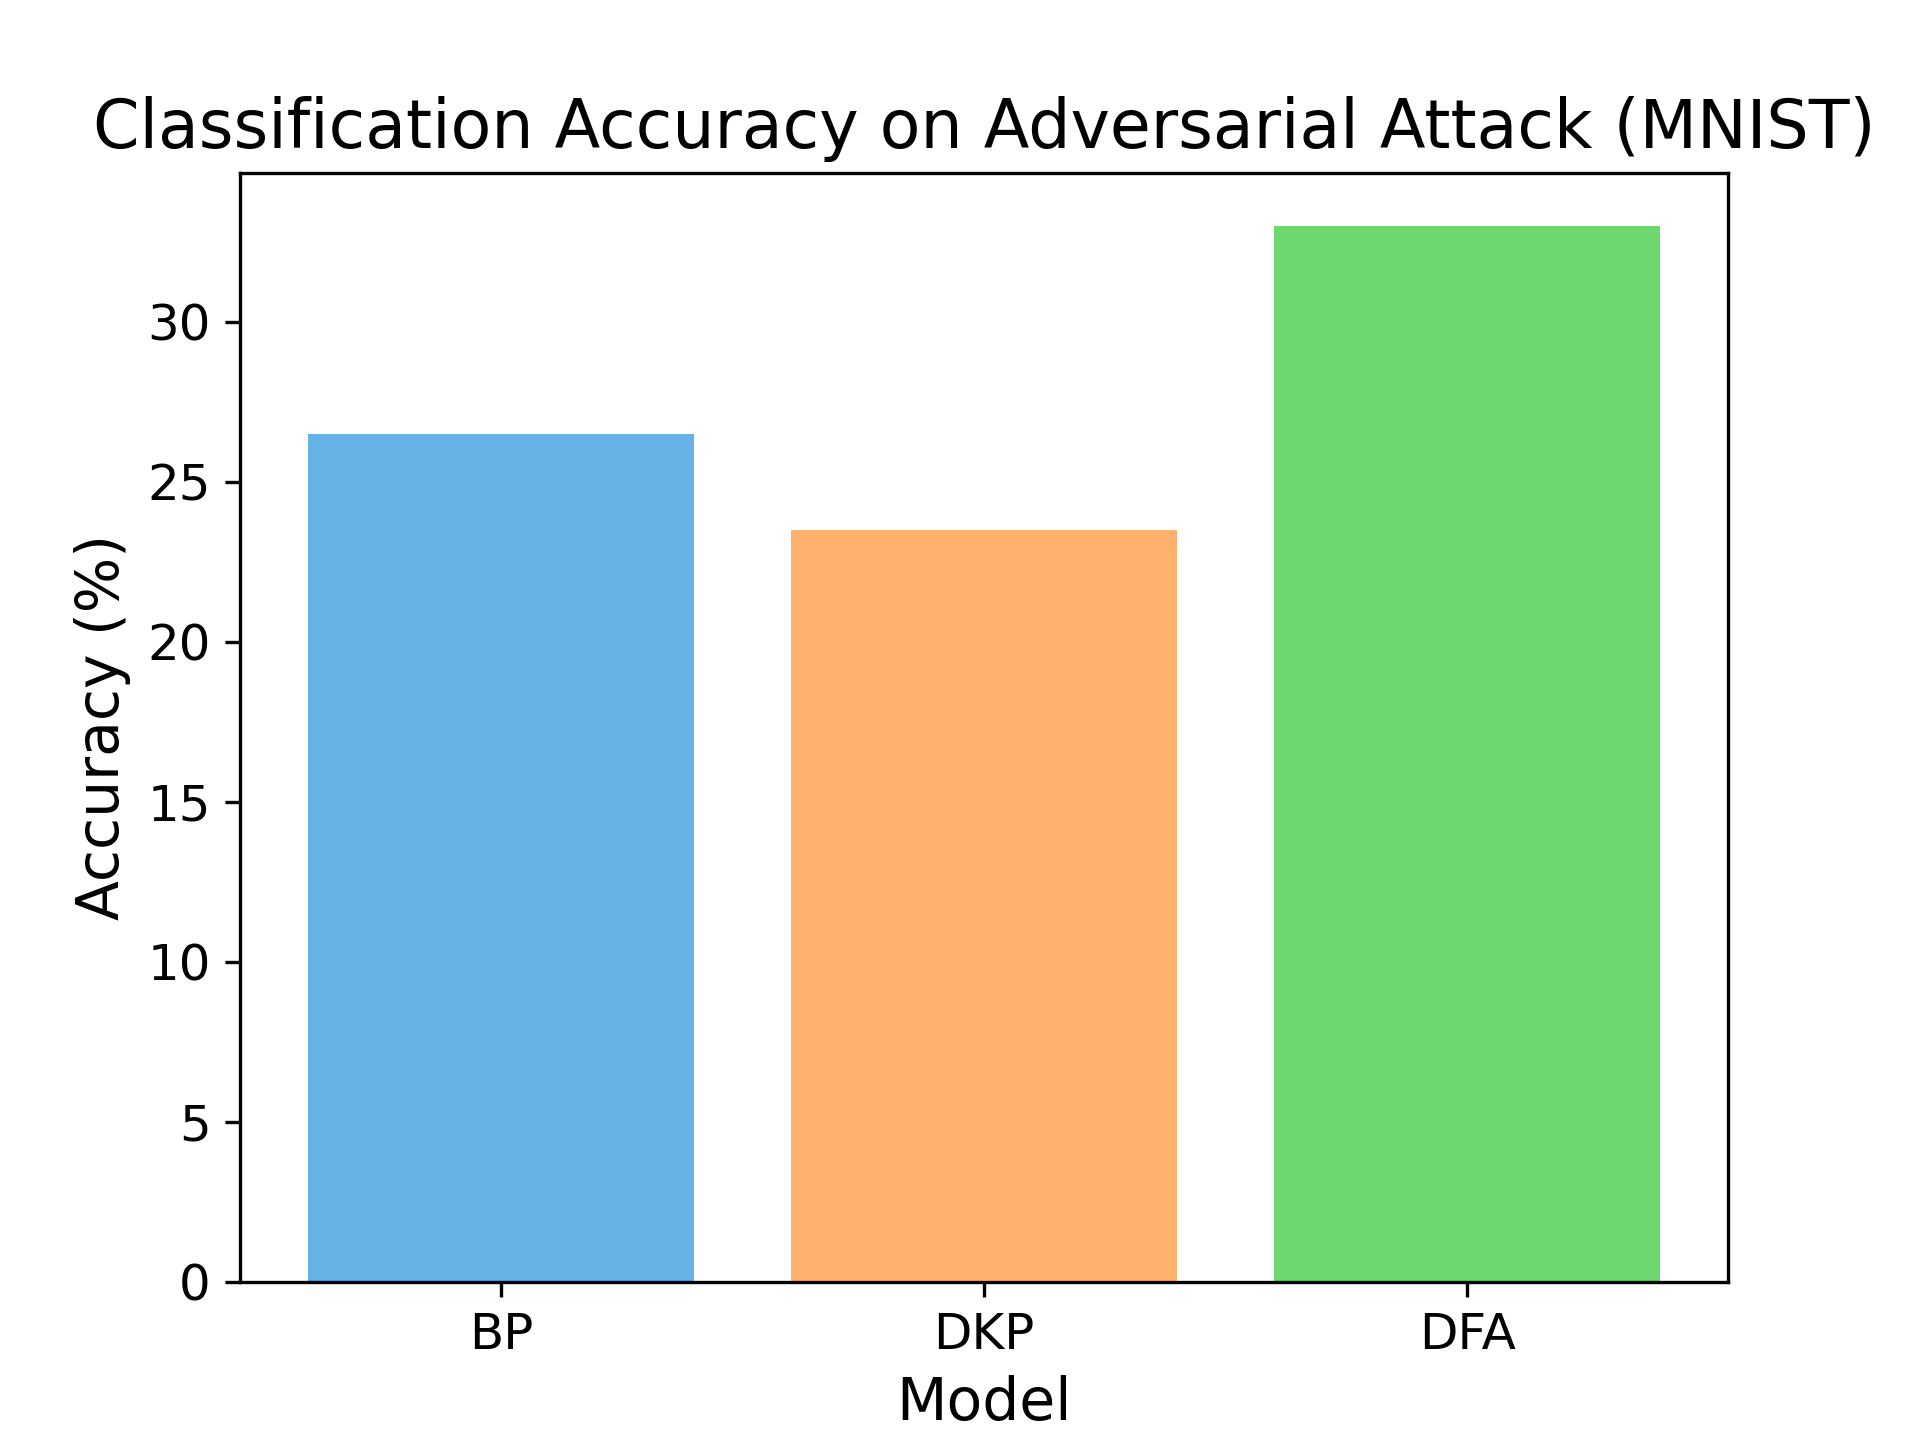 Classification Accuracy on Adversarial Attack (MNIST)
Accuracy (%)
30
25
20
15
10
5
0
BP
DKP
DFA
Model